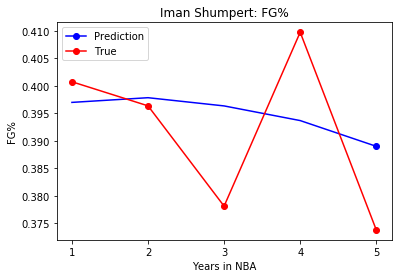 Iman Shumpert: FG%
Prediction
True
0.410
0.405
0.400
0.395
0.390
0.385
0.380
0.375
FG%
1 2 3 4 5
Years in NBA